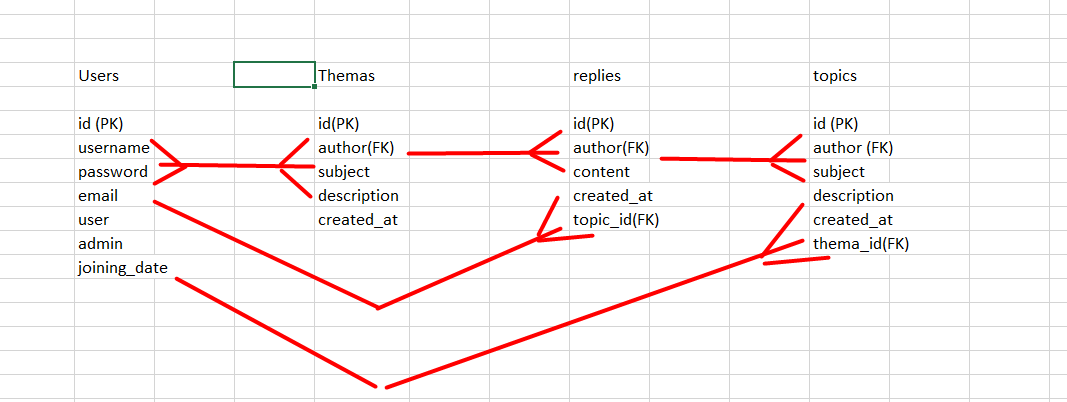 Users
Themas
replies
topics
id (PK)
id(PK)
id(PK)
id (PK)
username
author(FK)
author(FK)
author (FK)
password
subject
content
subject
email
description
created_at
description
user
created_at
topic_id(FK)
created_at
admin
thema_id(FK)
joining_date